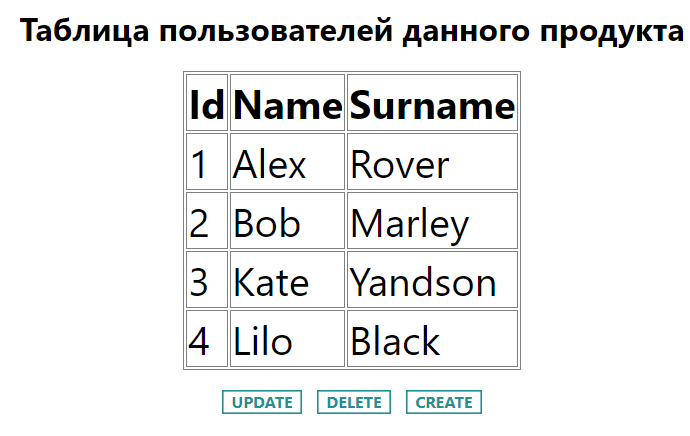 Таблица пользователей данного продукта
Id Name Surname
1 Alex Rover
2 Bob Marley
3 Kate Yandson
4 Lilo Black
UPDATE DELETE CREATE